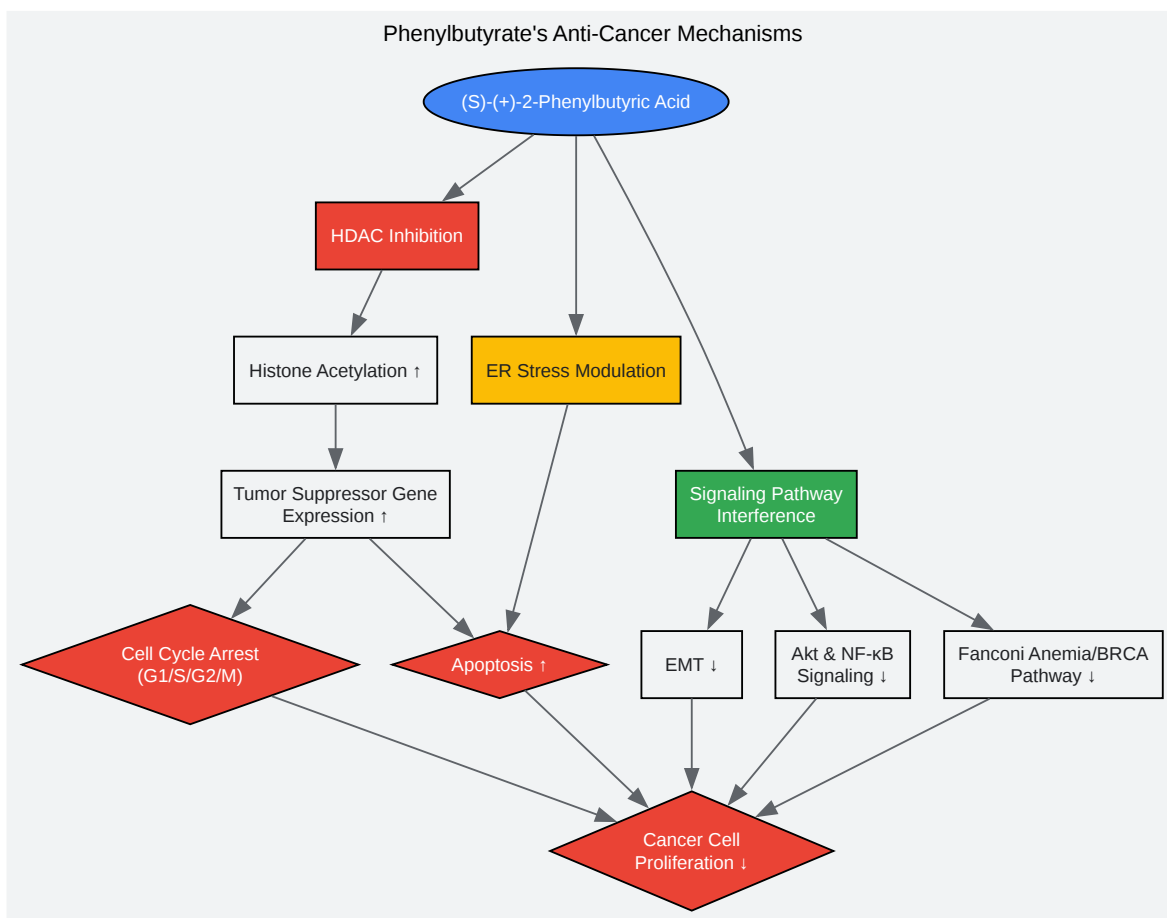 Phenylbutyrate's Anti-Cancer Mechanisms
(S)-(+)-2-Phenylbutyric Acid
HDAC Inhibition
Histone Acetylation ↑
ER Stress Modulation
Tumor Suppressor Gene
Expression ↑
Signaling Pathway
Interference
Cell Cycle Arrest
(G1/S/G2/M)
Apoptosis ↑
EMT ↓
Akt & NF-κB
Signaling ↓
Fanconi Anemia/BRCA
Pathway ↓
Cancer Cell
Proliferation ↓